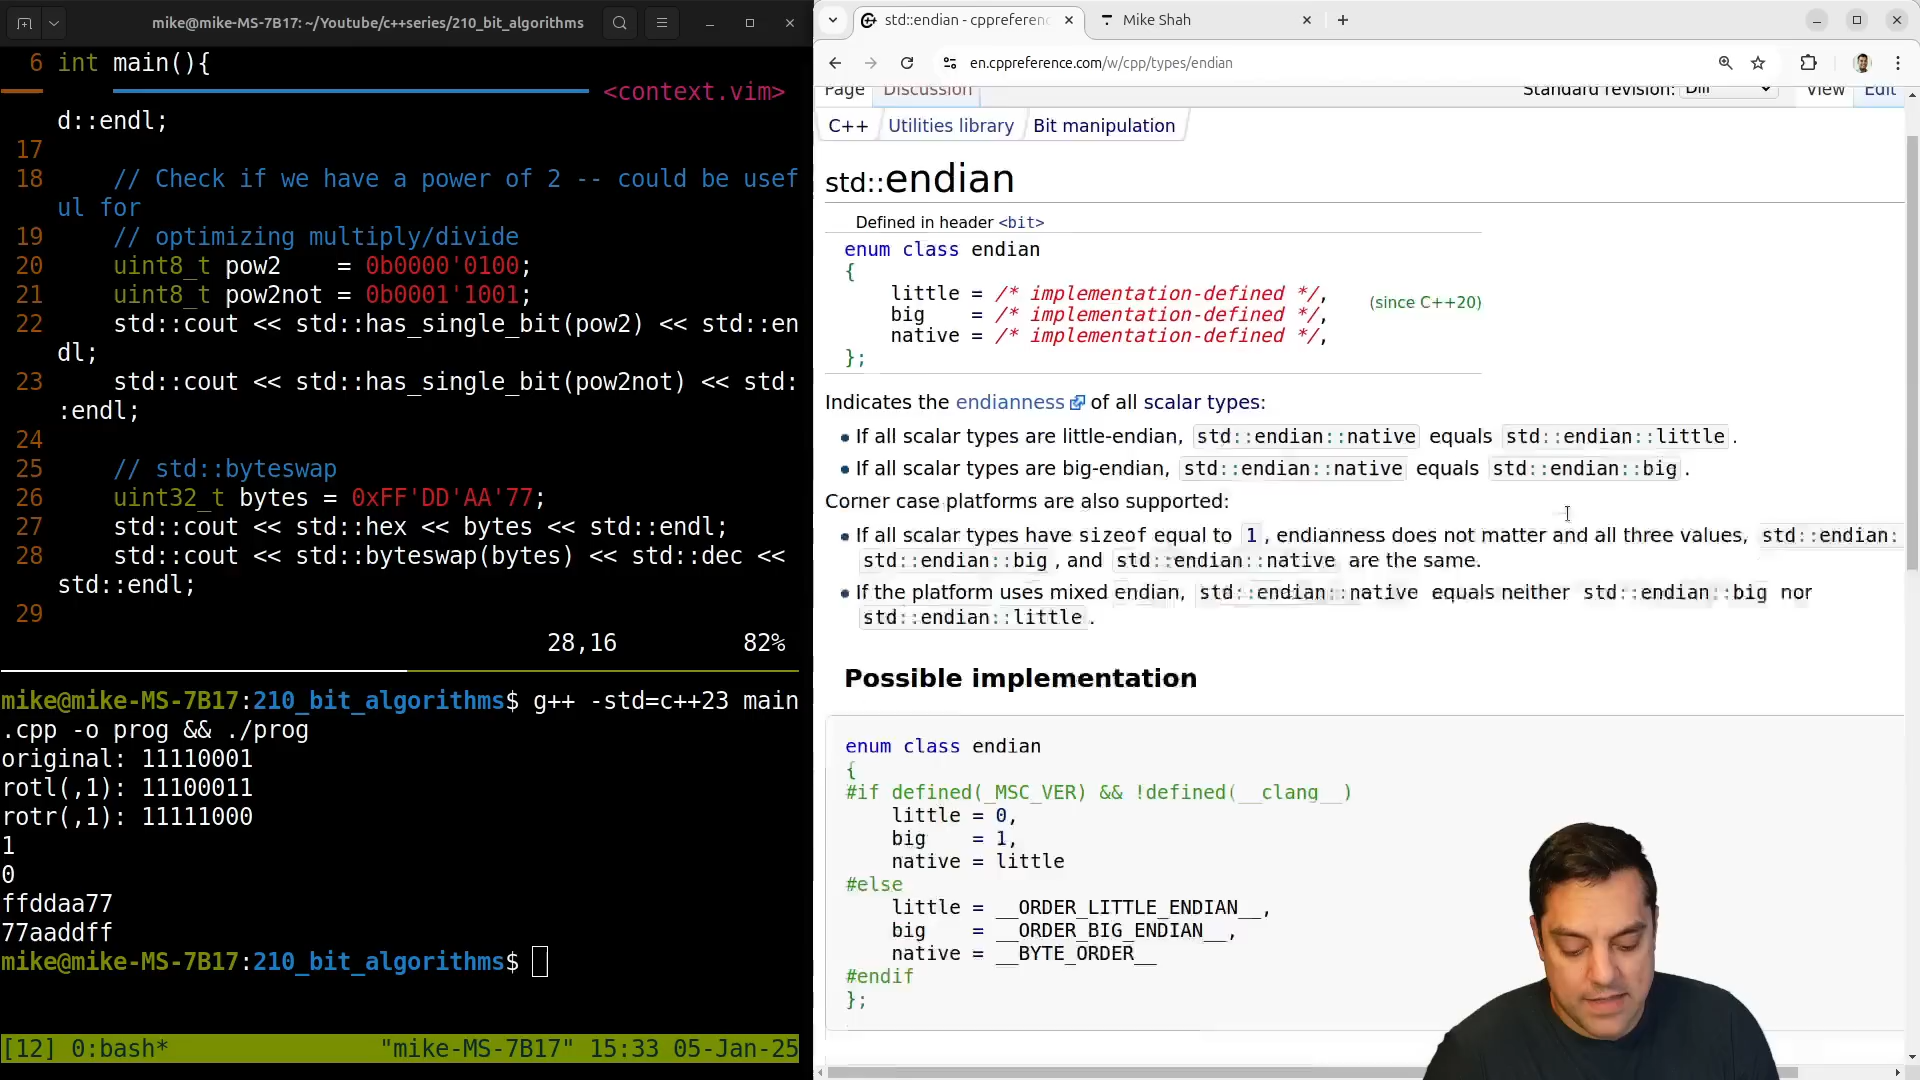 mike@mike-MS-7B17: ~/Youtube/c++series/210_bit_algorithms
6 int main(){
<context.vim>
d::endl;
17
18 // Check if we have a power of 2 -- could be usef
ul for
19 // optimizing multiply/divide
20 uint8_t pow2    = 0b0000'0100;
21 uint8_t pow2not = 0b0001'1001;
22 std::cout << std::has_single_bit(pow2) << std::en
dl;
23 std::cout << std::has_single_bit(pow2not) << std:
:endl;
24
25 // std::byteswap
26 uint32_t bytes = 0xFF'DD'AA'77;
27 std::cout << std::hex << bytes << std::endl;
28 std::cout << std::byteswap(bytes) << std::dec <<
std::endl;
29
28,16 82%
mike@mike-MS-7B17:210_bit_algorithms$ g++ -std=c++23 main
.cpp -o prog && ./prog
original: 11110001
rotl(,1): 11100011
rotr(,1): 11111000
1
0
ffddaa77
77aaddff
mike@mike-MS-7B17:210_bit_algorithms$
[12] 0:bash* "mike-MS-7B17" 15:33 05-Jan-25
std::endian - cppreference
Mike Shah
en.cppreference.com/w/cpp/types/endian
Page Discussion Standard revision: Diff View Edit
C++ Utilities library Bit manipulation
std::endian
Defined in header <bit>
enum class endian
{
little = /* implementation-defined */,
(since C++20)
big    = /* implementation-defined */,
native = /* implementation-defined */,
};
Indicates the endianness of all scalar types:
If all scalar types are little-endian, std::endian::native equals std::endian::little.
If all scalar types are big-endian, std::endian::native equals std::endian::big.
Corner case platforms are also supported:
If all scalar types have sizeof equal to 1, endianness does not matter and all three values, std::endian:
std::endian::big, and std::endian::native are the same.
If the platform uses mixed endian, std::endian::native equals neither std::endian::big nor
std::endian::little.
Possible implementation
enum class endian
{
#if defined(_MSC_VER) && !defined(__clang__)
little = 0,
big    = 1,
native = little
#else
little = __ORDER_LITTLE_ENDIAN__,
big    = __ORDER_BIG_ENDIAN__,
native = __BYTE_ORDER__
#endif
};